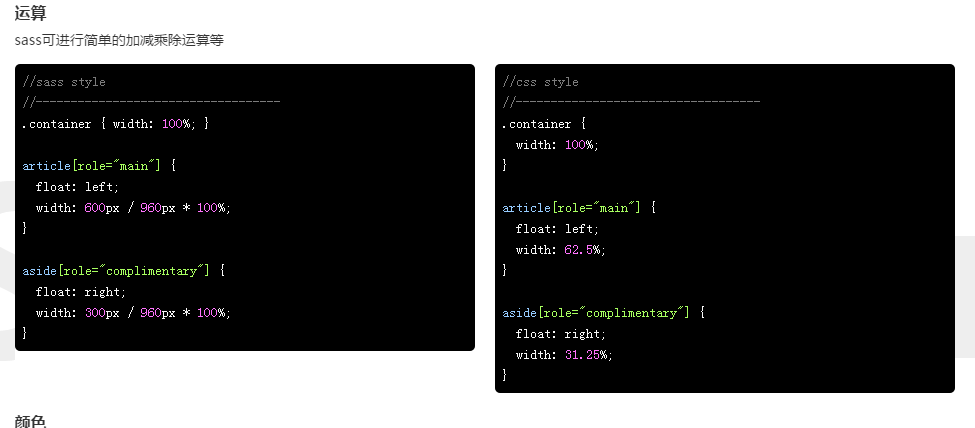 运算
sass可进行简单的加减乘除运算等
//sass style
//-----------------------------------
.container { width: 100%; }
article[role="main"] {
float: left;
width: 600px / 960px * 100%;
}
aside[role="complimentary"] {
float: right;
width: 300px / 960px * 100%;
}
//css style
//-----------------------------------
.container {
width: 100%;
}
article[role="main"] {
float: left;
width: 62.5%;
}
aside[role="complimentary"] {
float: right;
width: 31.25%;
}
颜色